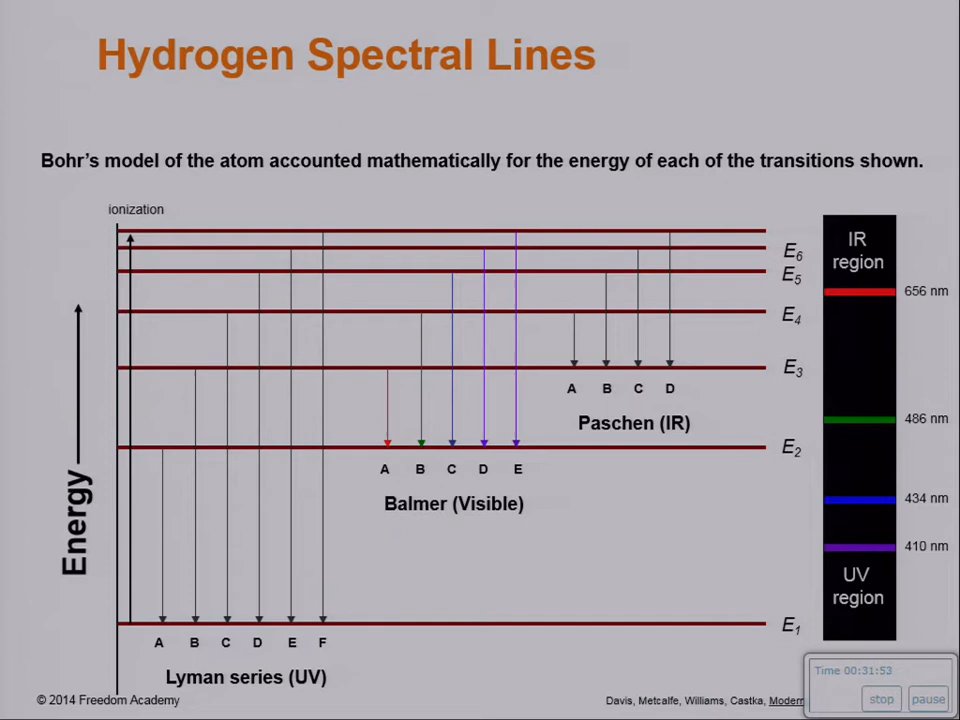 Hydrogen Spectral Lines
Bohr's model of the atom accounted mathematically for the energy of each of the transitions shown.
ionization
IR
region
E6
E5
656 nm
E4
E3
A B C D
Paschen (IR)
486 nm
E2
A B C D E
Balmer (Visible)
434 nm
Energy
410 nm
UV
region
E1
A B C D E F
Lyman series (UV)
Time 00:31:53
stop pause
© 2014 Freedom Academy
Davis, Metcalfe, Williams, Castka, Modern